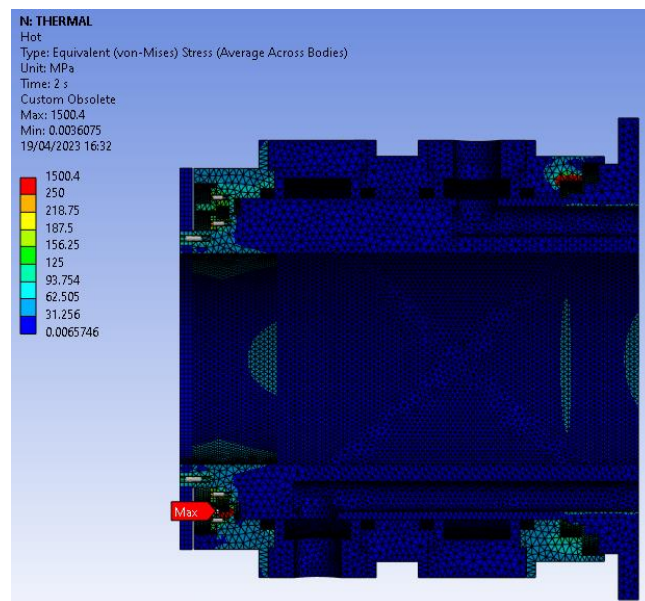 N: THERMAL
Hot
Type: Equivalent (von-Mises) Stress (Average Across Bodies)
Unit: MPa
Time: 2 s
Custom Obsolete
Max: 1500.4
Min: 0.0036075
19/04/2023 16:32
1500.4
250
218.75
187.5
156.25
125
93.754
62.505
31.256
0.0065746
Max